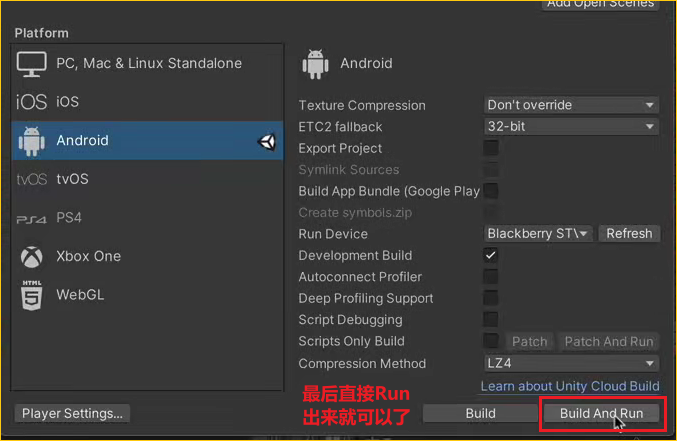 Add Open Scenes
Platform
PC, Mac & Linux Standalone
iOS iOS
Android
tvOS tvOS
PS4 PS4
Xbox One
HTML 5 WebGL
Android
Texture Compression Don't override
ETC2 fallback 32-bit
Export Project
Symlink Sources
Build App Bundle (Google Play
Create symbols.zip
Run Device Blackberry STV Refresh
Development Build
Autoconnect Profiler
Deep Profiling Support
Script Debugging
Scripts Only Build Patch Patch And Run
Compression Method LZ4
Learn about Unity Cloud Build
最后直接Run
出来就可以了
Player Settings... Build Build And Run